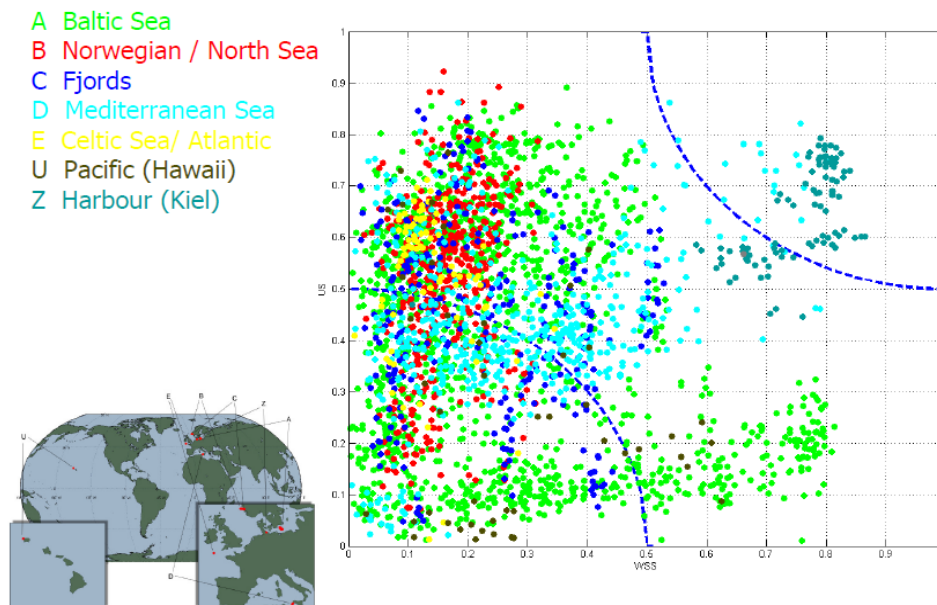 A Baltic Sea
B Norwegian / North Sea
C Fjords
D Mediterranean Sea
E Celtic Sea/ Atlantic
U Pacific (Hawaii)
Z Harbour (Kiel)
1
0.9
0.8
0.7
0.6
0.5
0.4
0.3
0.2
0.1
0
US
0 0.1 0.2 0.3 0.4 0.5 0.6 0.7 0.8 0.9
WSS
E B C Z
U A
D